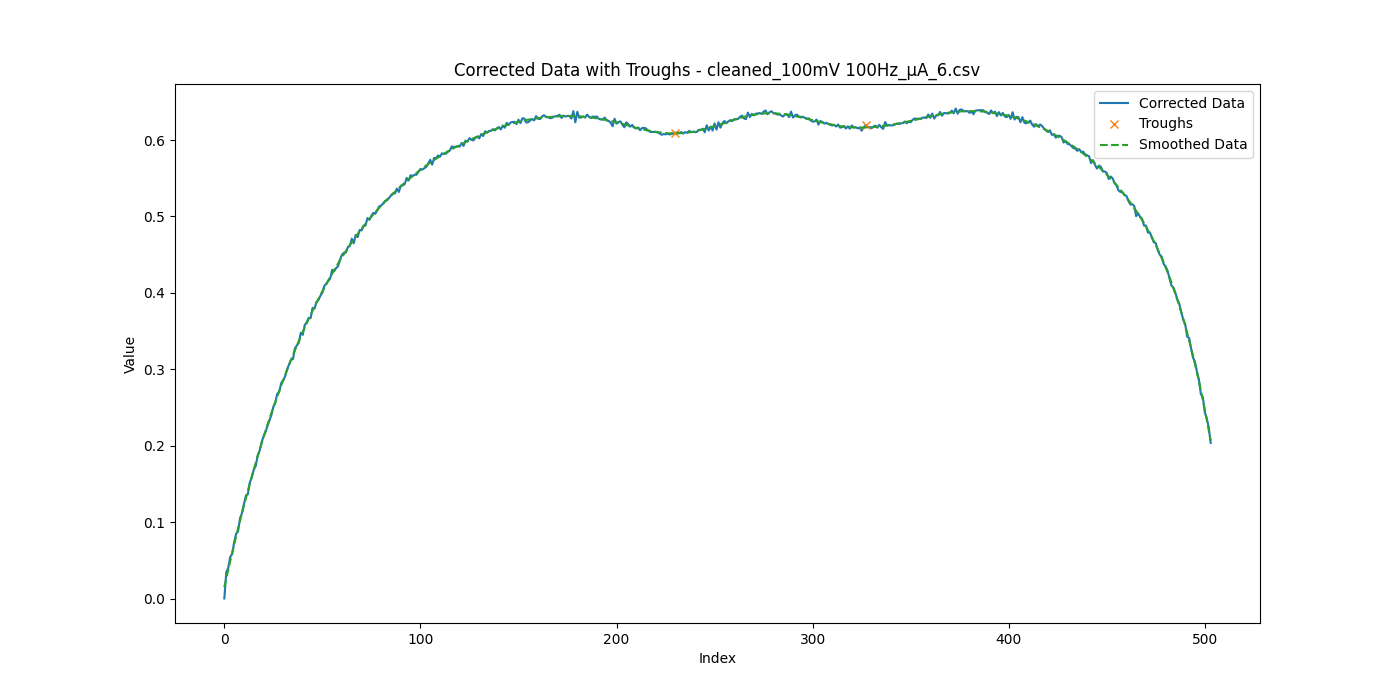 Corrected Data with Troughs - cleaned_100mV 100Hz_μA_6.csv
Corrected Data
Troughs
Smoothed Data
Value
0.6
0.5
0.4
0.3
0.2
0.1
0.0
0 100 200 300 400 500
Index